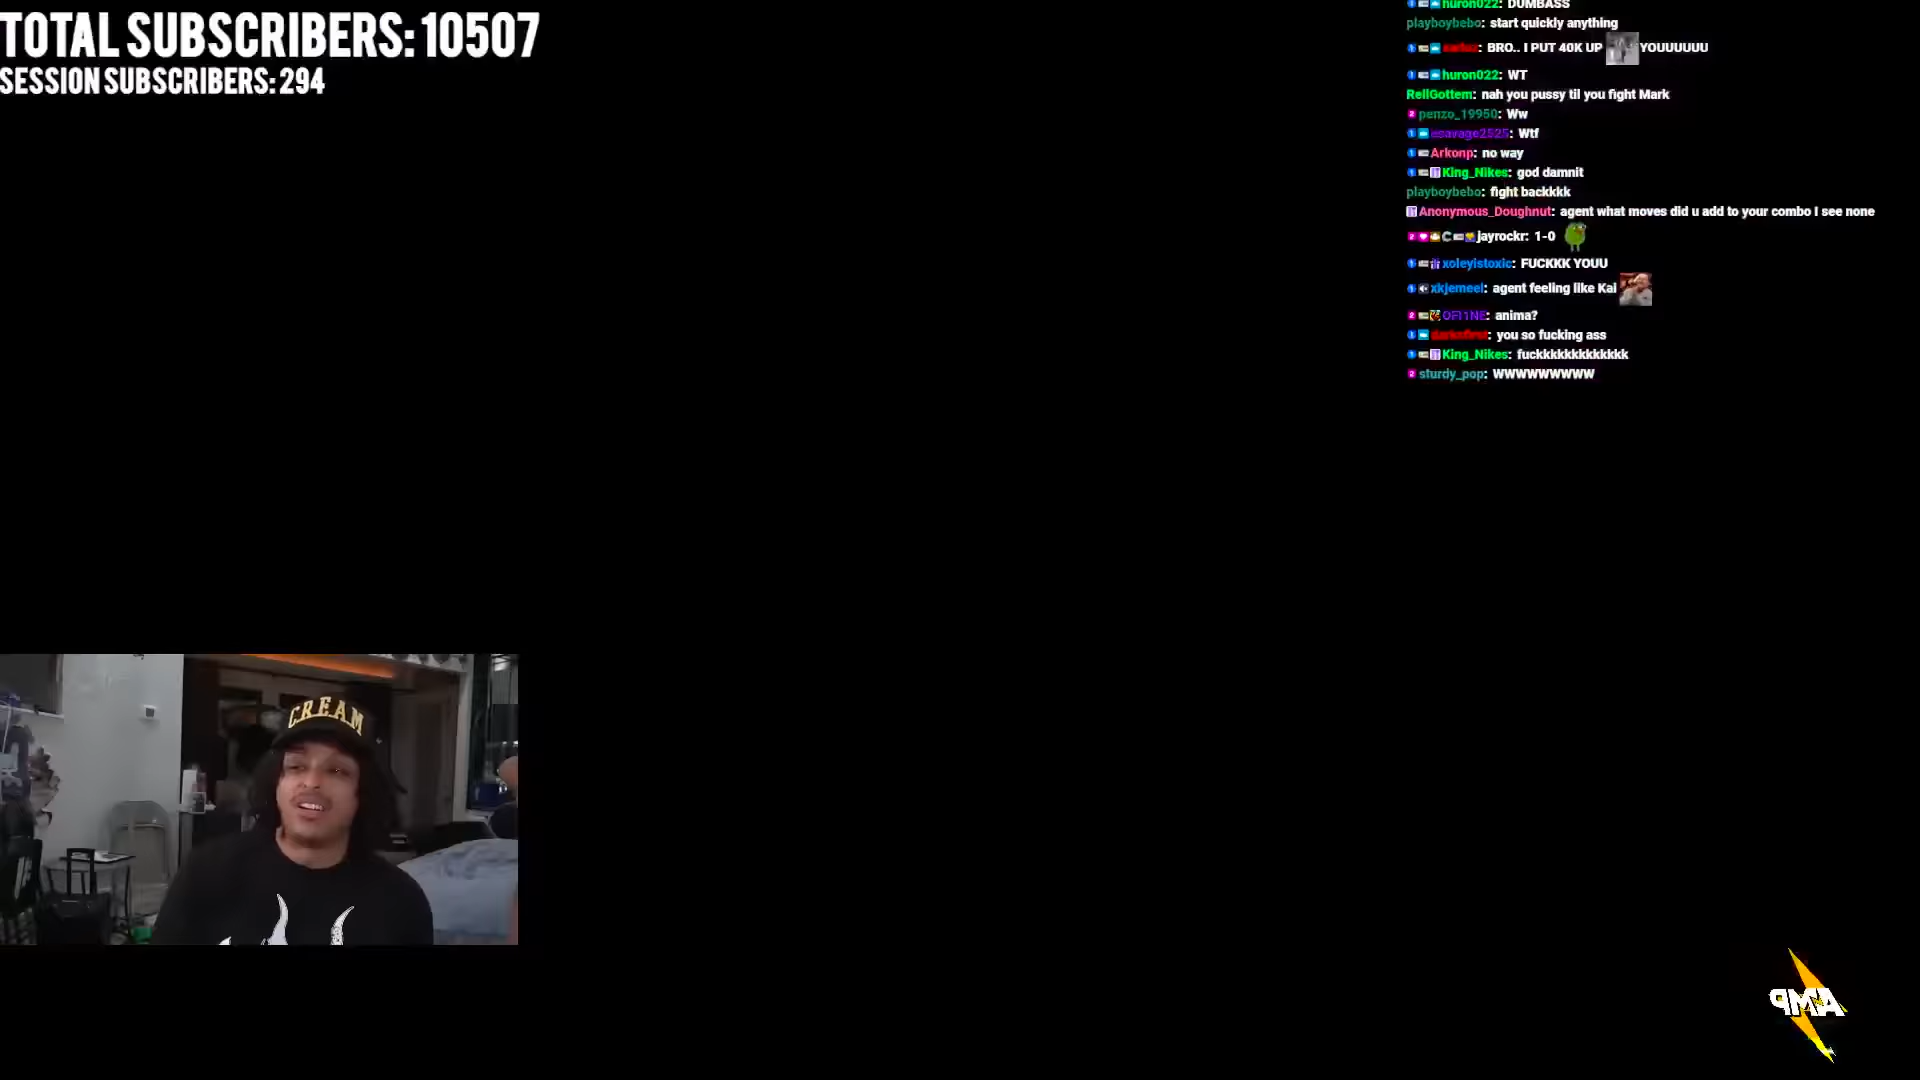 TOTAL SUBSCRIBERS: 10507
SESSION SUBSCRIBERS: 294
huron022: DUMBASS
playboybebo: start quickly anything
BRO.. I PUT 40K UP YOUUUUUU
huron022: WT
RellGottem: nah you pussy til you fight Mark
penzo_19950: Ww
esavage2525: Wtf
Arkonp: no way
King_Nikes: god damnit
playboybebo: fight backkkk
Anonymous_Doughnut: agent what moves did u add to your combo I see none
jayrockr: 1-0
xoleyistoxic: FUCKKK YOUU
xkjemeel: agent feeling like Kai
anima?
you so fucking ass
King_Nikes: fuckkkkkkkkkkkkk
sturdy_pop: WWWWWWWWW
CREAM
AMP